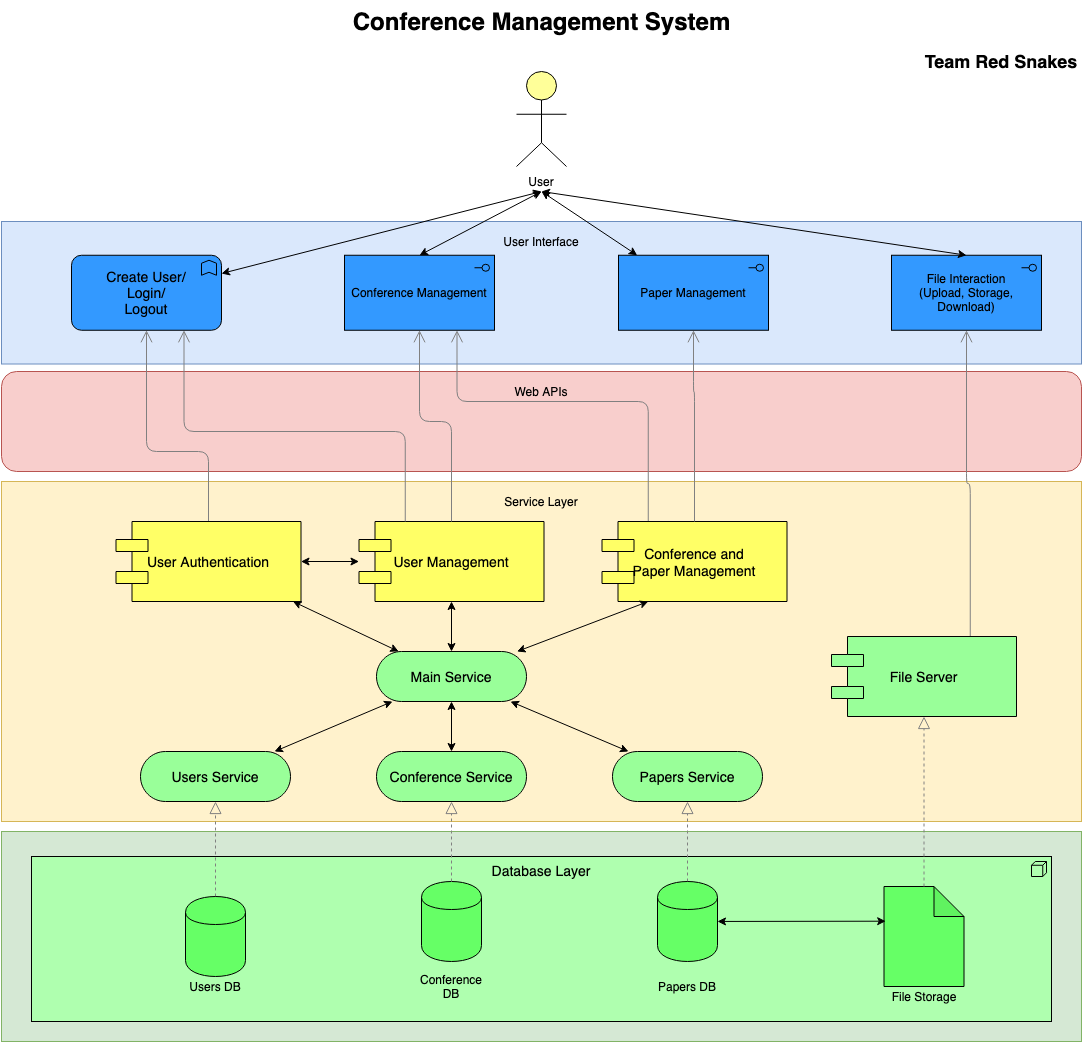 Conference Management System
Team Red Snakes
User
User Interface
Create User/
Login/
Logout
Conference Management
Paper Management
File Interaction
(Upload, Storage,
Download)
Web APIs
Service Layer
User Authentication
User Management
Conference and
Paper Management
Main Service
File Server
Users Service
Conference Service
Papers Service
Database Layer
Users DB
Conference
DB
Papers DB
File Storage